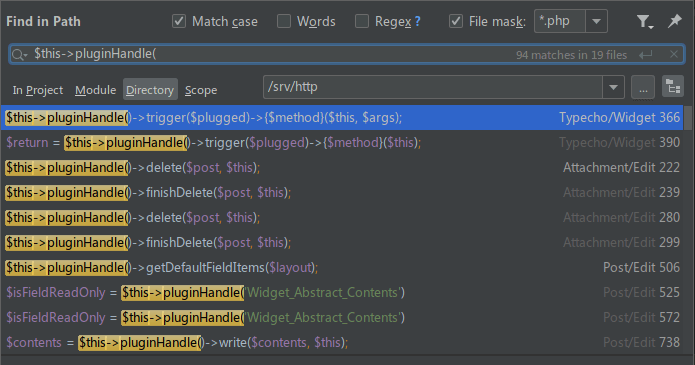 Find in Path Match case Words Regex ? File mask: *.php
$this->pluginHandle( 94 matches in 19 files
In Project Module Directory Scope /srv/http ...
$this->pluginHandle()->trigger($plugged)->{$method}($this, $args); Typecho/Widget 366
$return = $this->pluginHandle()->trigger($plugged)->{$method}($this); Typecho/Widget 390
$this->pluginHandle()->delete($post, $this); Attachment/Edit 222
$this->pluginHandle()->finishDelete($post, $this); Attachment/Edit 239
$this->pluginHandle()->delete($post, $this); Attachment/Edit 280
$this->pluginHandle()->finishDelete($post, $this); Attachment/Edit 299
$this->pluginHandle()->getDefaultFieldItems($layout); Post/Edit 506
$isFieldReadOnly = $this->pluginHandle('Widget_Abstract_Contents') Post/Edit 525
$isFieldReadOnly = $this->pluginHandle('Widget_Abstract_Contents') Post/Edit 572
$contents = $this->pluginHandle()->write($contents, $this); Post/Edit 738